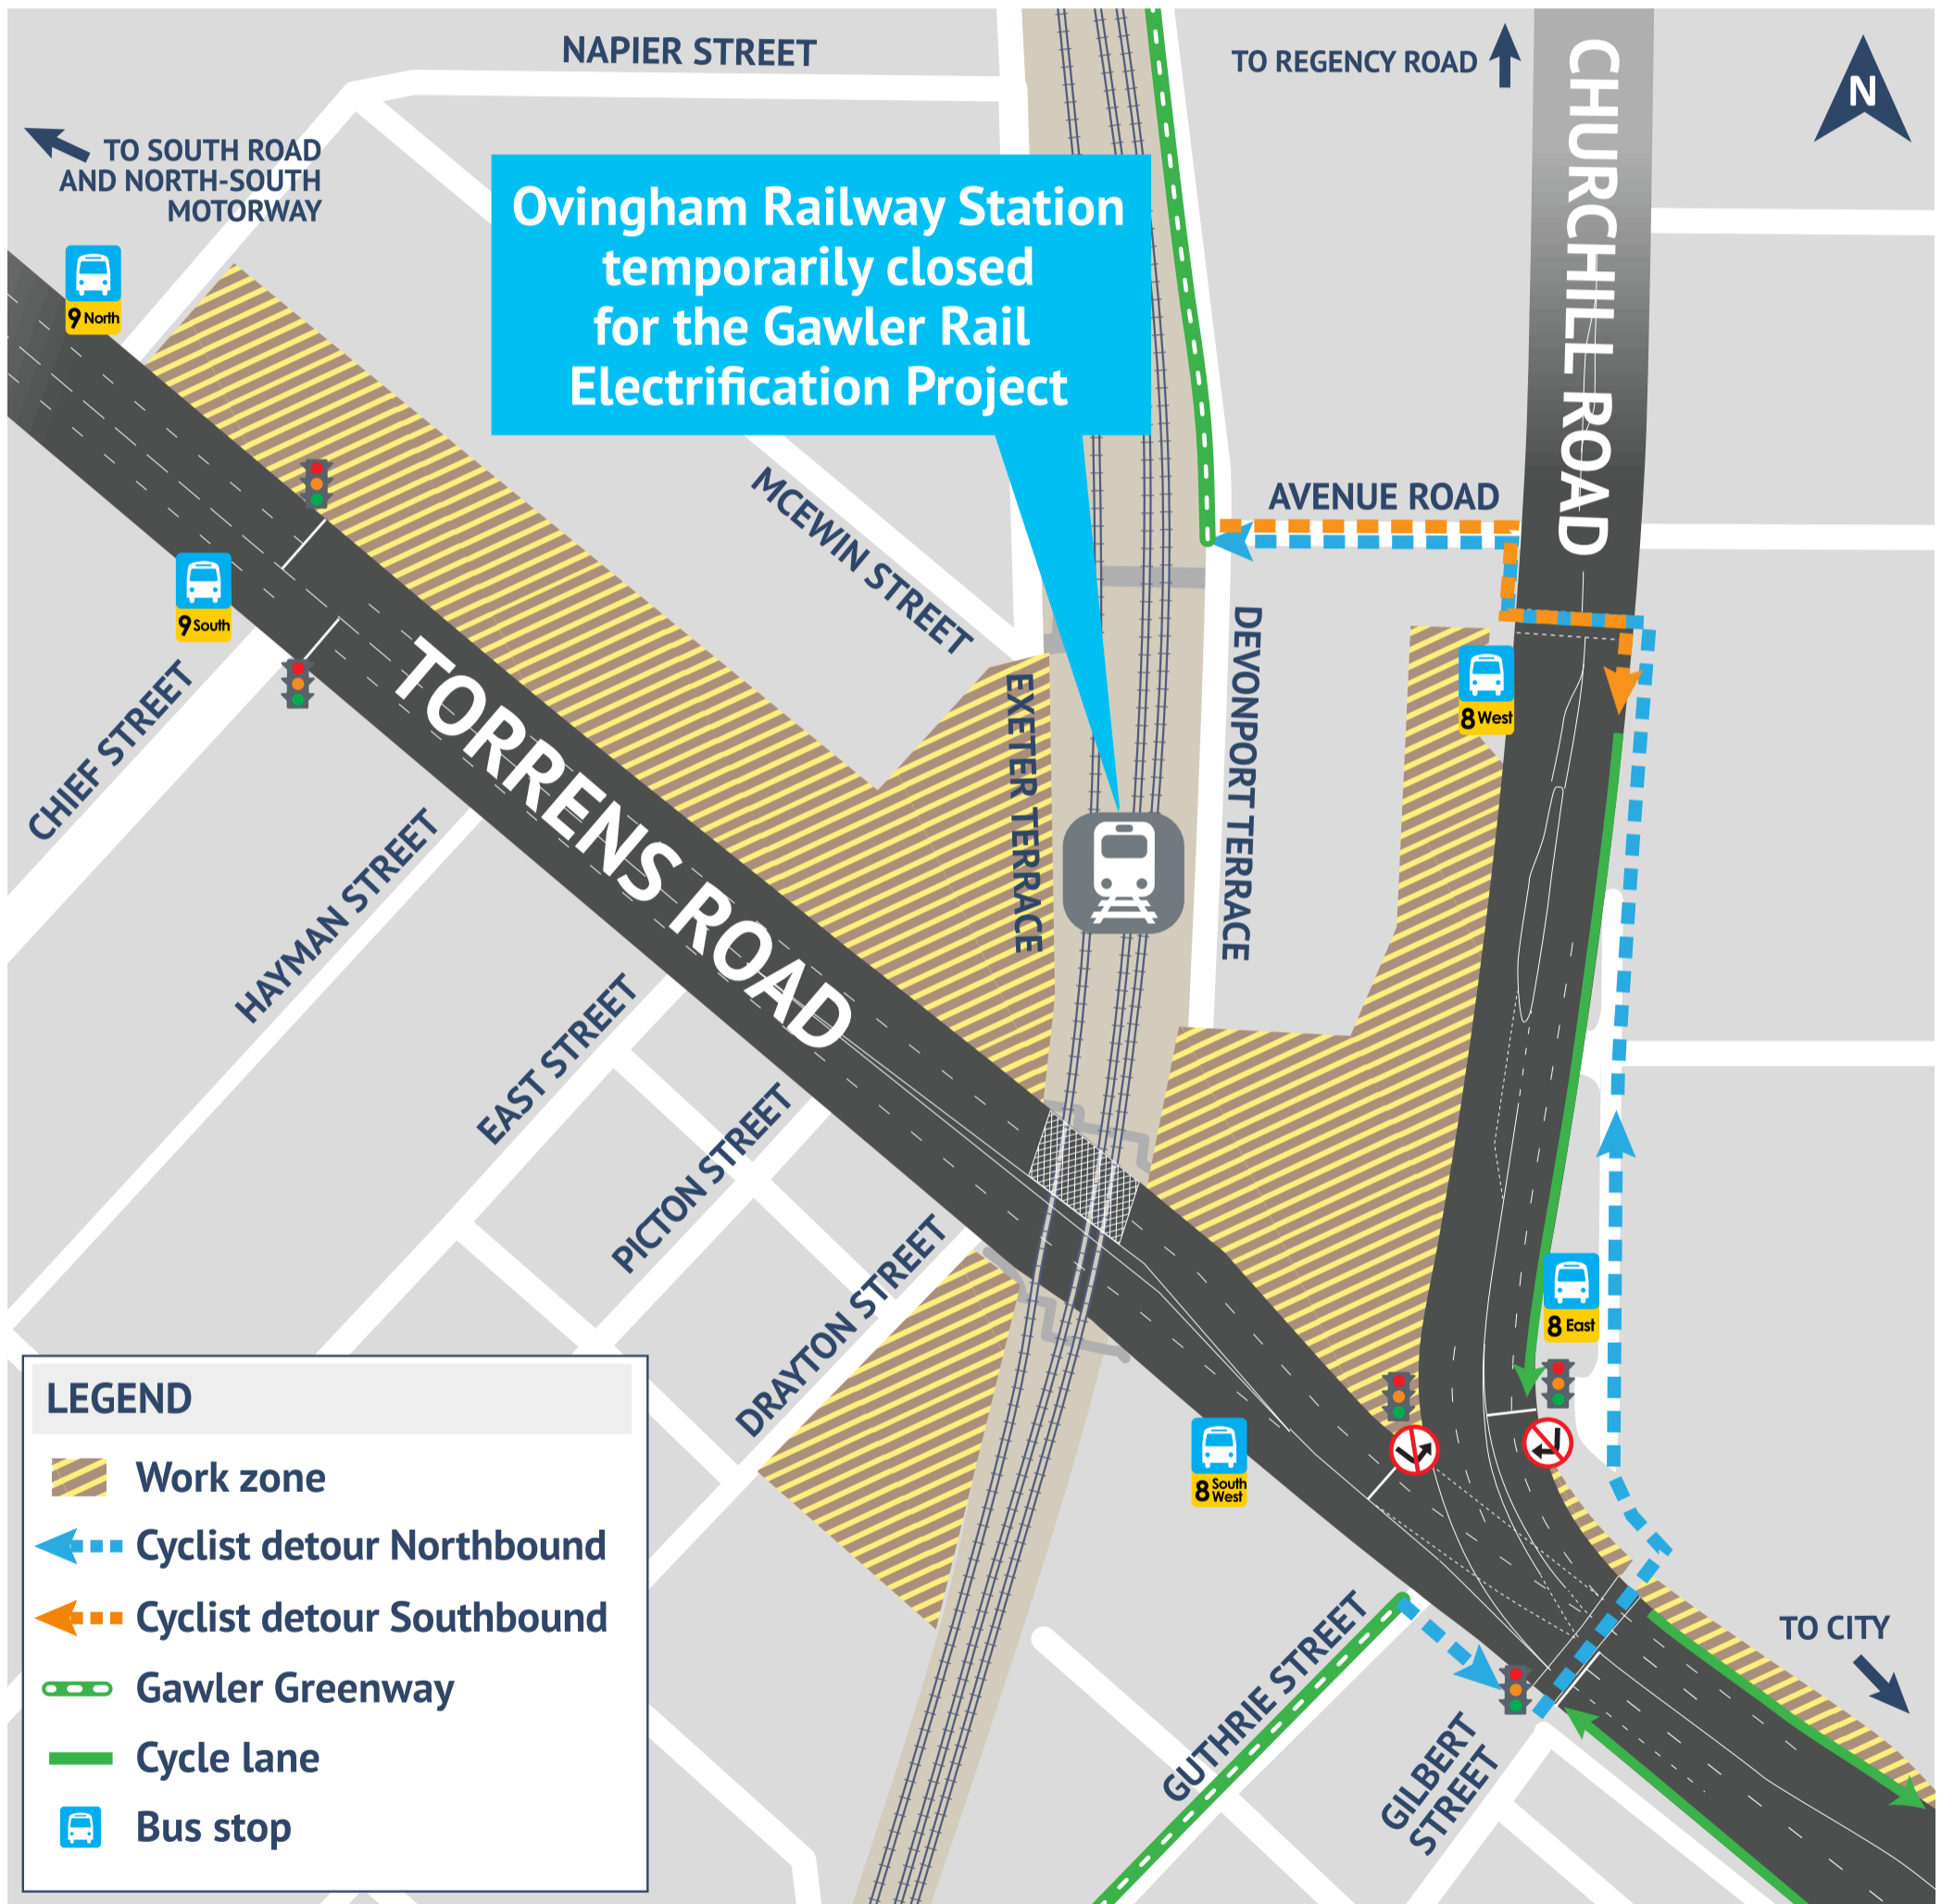 NAPIER STREET
TO REGENCY ROAD
N
CHURCHILL ROAD
TO SOUTH ROAD
AND NORTH-SOUTH
MOTORWAY
Ovingham Railway Station
temporarily closed
for the Gawler Rail
Electrification Project
9 North
9 South
AVENUE ROAD
MCEWIN STREET
DEVONPORT TERRACE
EXETER TERRACE
8 West
TORRENS ROAD
CHIEF STREET
HAYMAN STREET
EAST STREET
PICTON STREET
DRAYTON STREET
8 East
8 South
West
GUTHRIE STREET
GILBERT
STREET
TO CITY
LEGEND
Work zone
Cyclist detour Northbound
Cyclist detour Southbound
Gawler Greenway
Cycle lane
Bus stop